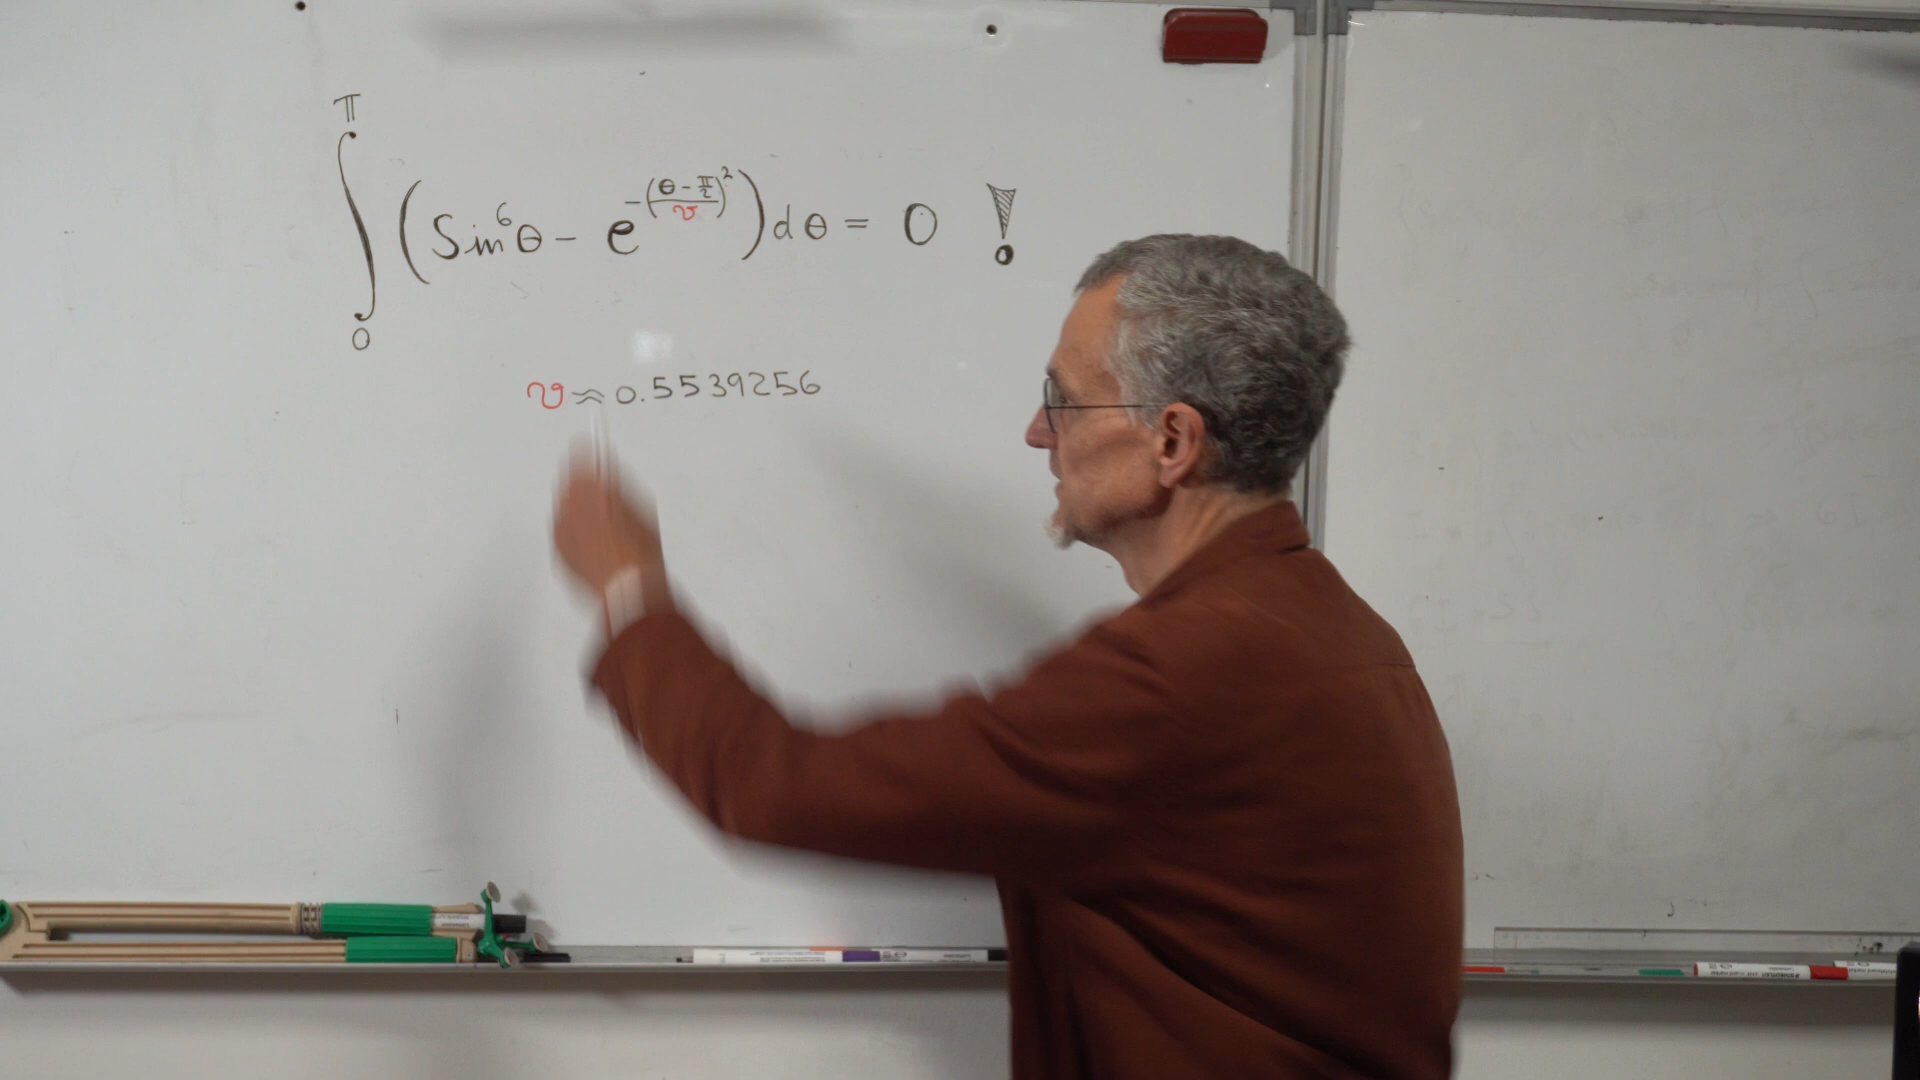 ∫₀^π (Sin⁶θ − e^{−((θ − π/2)/v)²}) dθ = 0 !
v ≈ 0.5539256